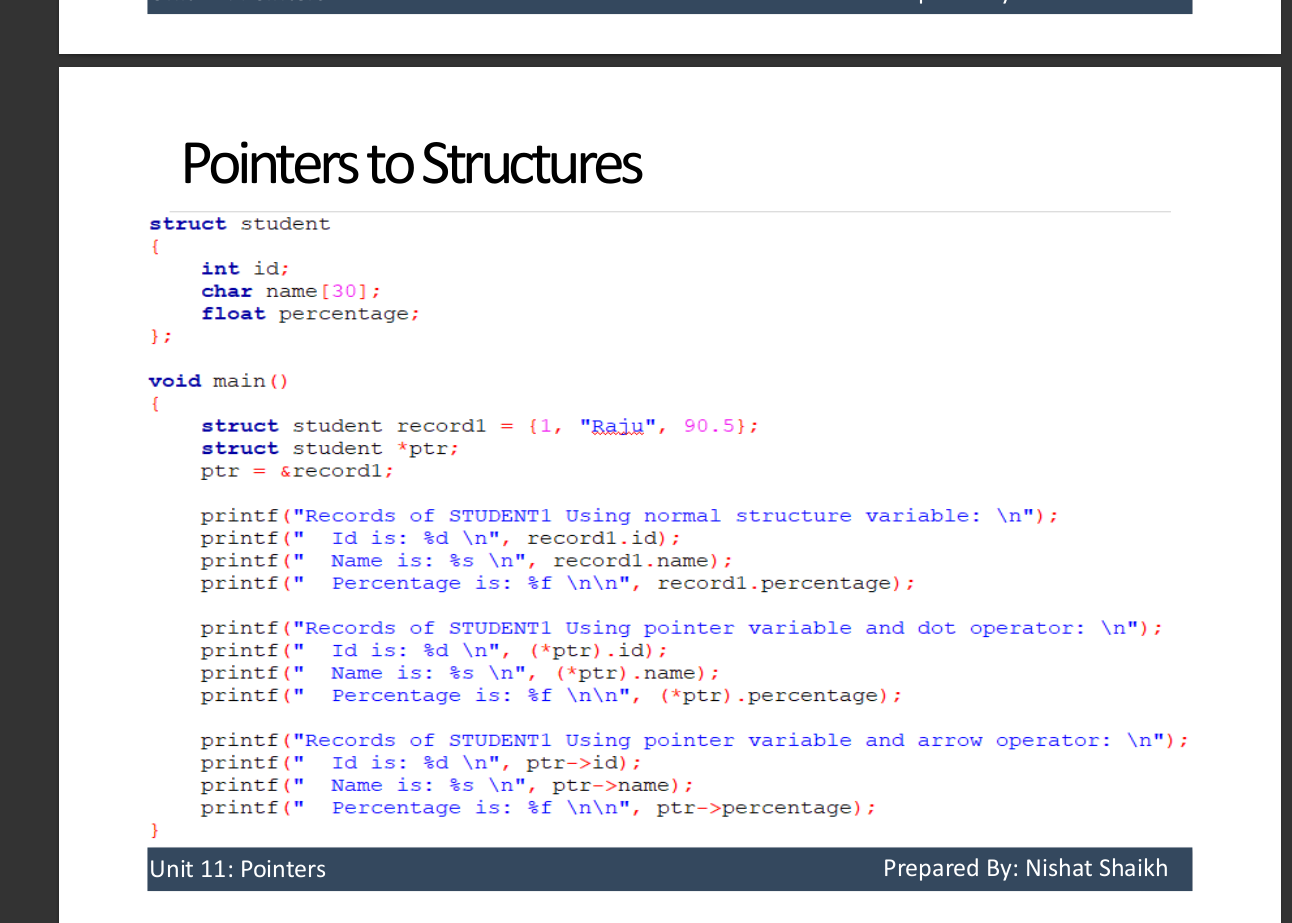 Pointers to Structures
struct student
{
    int id;
    char name[30];
    float percentage;
};
void main()
{
    struct student record1 = {1, "Raju", 90.5};
    struct student *ptr;
    ptr = &record1;
    printf("Records of STUDENT1 Using normal structure variable: \n");
    printf("  Id is: %d \n", record1.id);
    printf("  Name is: %s \n", record1.name);
    printf("  Percentage is: %f \n\n", record1.percentage);
    printf("Records of STUDENT1 Using pointer variable and dot operator: \n");
    printf("  Id is: %d \n", (*ptr).id);
    printf("  Name is: %s \n", (*ptr).name);
    printf("  Percentage is: %f \n\n", (*ptr).percentage);
    printf("Records of STUDENT1 Using pointer variable and arrow operator: \n");
    printf("  Id is: %d \n", ptr->id);
    printf("  Name is: %s \n", ptr->name);
    printf("  Percentage is: %f \n\n", ptr->percentage);
}
Unit 11: Pointers
Prepared By: Nishat Shaikh